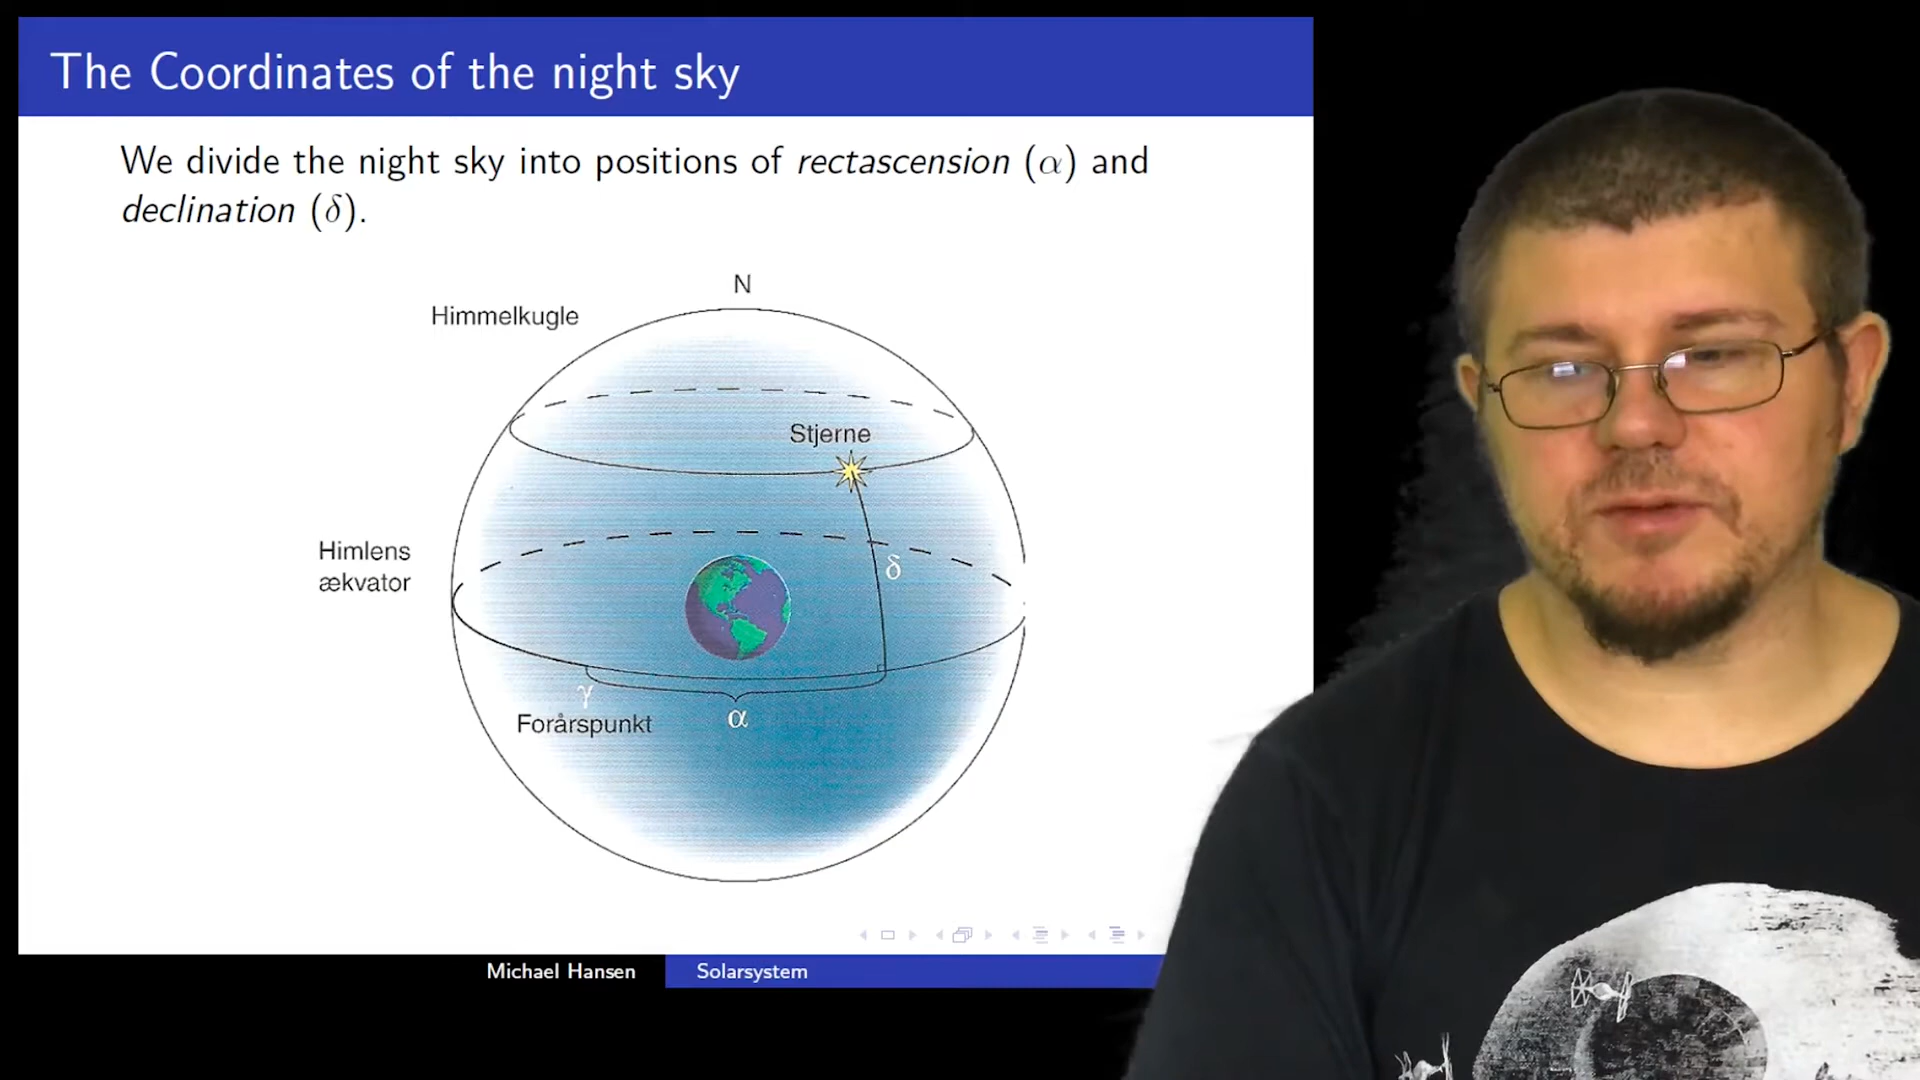 The Coordinates of the night sky
We divide the night sky into positions of rectascension (α) and
declination (δ).
N
Himmelkugle
Stjerne
Himlens
ækvator
δ
γ
Forårspunkt
α
Michael Hansen
Solarsystem